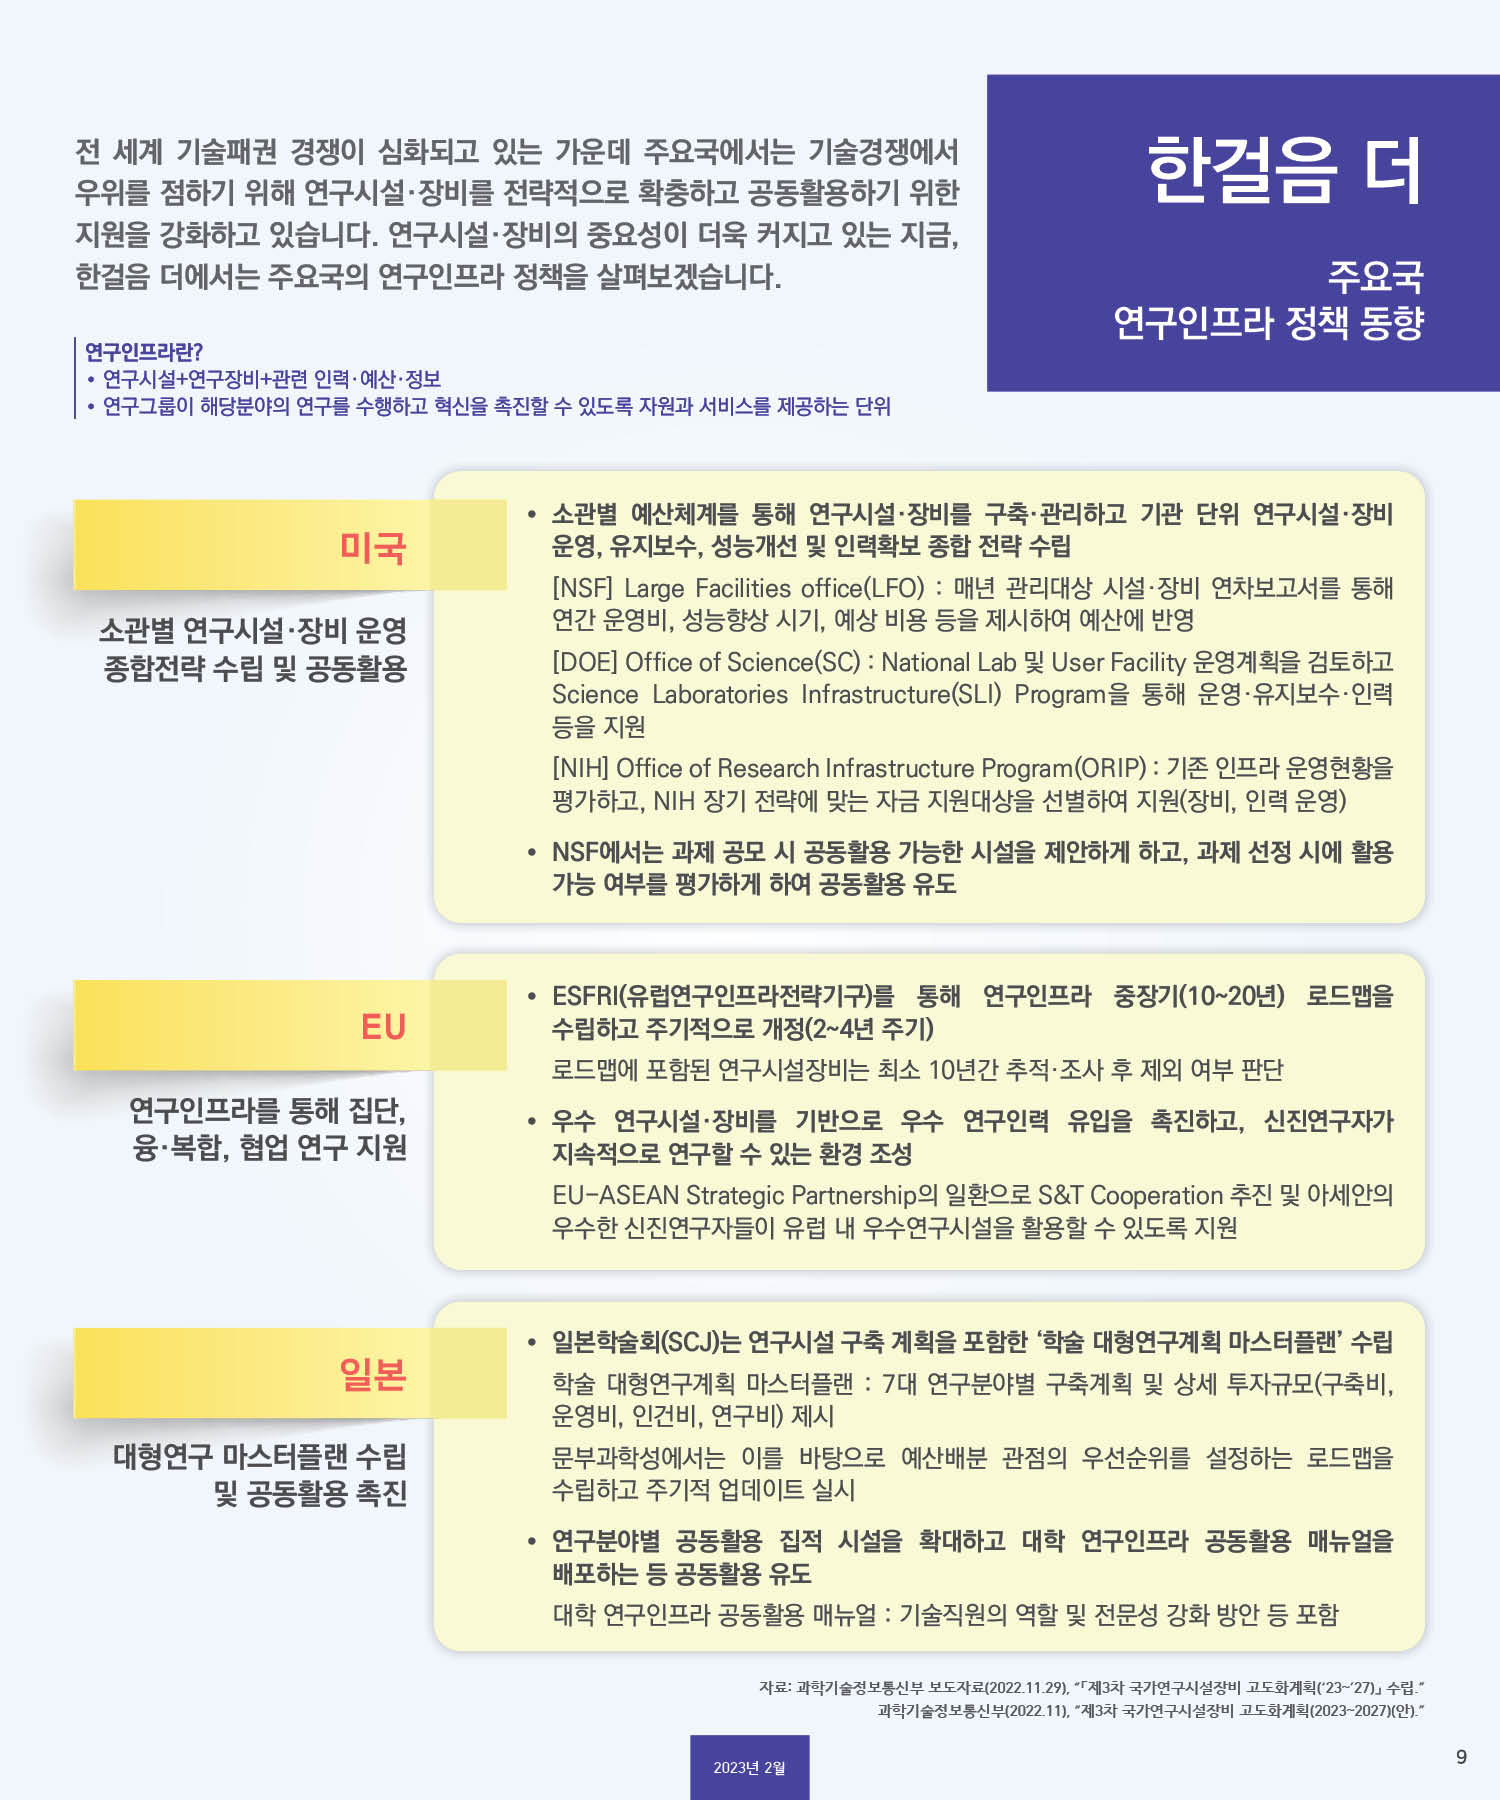 한걸음 더
주요국
연구인프라 정책 동향
전 세계 기술패권 경쟁이 심화되고 있는 가운데 주요국에서는 기술경쟁에서
우위를 점하기 위해 연구시설·장비를 전략적으로 확충하고 공동활용하기 위한
지원을 강화하고 있습니다. 연구시설·장비의 중요성이 더욱 커지고 있는 지금,
한걸음 더에서는 주요국의 연구인프라 정책을 살펴보겠습니다.
연구인프라란?
• 연구시설+연구장비+관련 인력·예산·정보
• 연구그룹이 해당분야의 연구를 수행하고 혁신을 촉진할 수 있도록 자원과 서비스를 제공하는 단위
미국
소관별 연구시설·장비 운영
종합전략 수립 및 공동활용
• 소관별 예산체계를 통해 연구시설·장비를 구축·관리하고 기관 단위 연구시설·장비
운영, 유지보수, 성능개선 및 인력확보 종합 전략 수립
[NSF] Large Facilities office(LFO) : 매년 관리대상 시설·장비 연차보고서를 통해
연간 운영비, 성능향상 시기, 예상 비용 등을 제시하여 예산에 반영
[DOE] Office of Science(SC) : National Lab 및 User Facility 운영계획을 검토하고
Science Laboratories Infrastructure(SLI) Program을 통해 운영·유지보수·인력
등을 지원
[NIH] Office of Research Infrastructure Program(ORIP) : 기존 인프라 운영현황을
평가하고, NIH 장기 전략에 맞는 자금 지원대상을 선별하여 지원(장비, 인력 운영)
• NSF에서는 과제 공모 시 공동활용 가능한 시설을 제안하게 하고, 과제 선정 시에 활용
가능 여부를 평가하게 하여 공동활용 유도
EU
연구인프라를 통해 집단,
융·복합, 협업 연구 지원
• ESFRI(유럽연구인프라전략기구)를 통해 연구인프라 중장기(10~20년) 로드맵을
수립하고 주기적으로 개정(2~4년 주기)
로드맵에 포함된 연구시설장비는 최소 10년간 추적·조사 후 제외 여부 판단
• 우수 연구시설·장비를 기반으로 우수 연구인력 유입을 촉진하고, 신진연구자가
지속적으로 연구할 수 있는 환경 조성
EU-ASEAN Strategic Partnership의 일환으로 S&T Cooperation 추진 및 아세안의
우수한 신진연구자들이 유럽 내 우수연구시설을 활용할 수 있도록 지원
일본
대형연구 마스터플랜 수립
및 공동활용 촉진
• 일본학술회(SCJ)는 연구시설 구축 계획을 포함한 ‘학술 대형연구계획 마스터플랜’ 수립
학술 대형연구계획 마스터플랜 : 7대 연구분야별 구축계획 및 상세 투자규모(구축비,
운영비, 인건비, 연구비) 제시
문부과학성에서는 이를 바탕으로 예산배분 관점의 우선순위를 설정하는 로드맵을
수립하고 주기적 업데이트 실시
• 연구분야별 공동활용 집적 시설을 확대하고 대학 연구인프라 공동활용 매뉴얼을
배포하는 등 공동활용 유도
대학 연구인프라 공동활용 매뉴얼 : 기술직원의 역할 및 전문성 강화 방안 등 포함
자료: 과학기술정보통신부 보도자료(2022.11.29), “「제3차 국가연구시설장비 고도화계획(‘23~’27)」 수립.”
과학기술정보통신부(2022.11), “제3차 국가연구시설장비 고도화계획(2023~2027)(안).”
2023년 2월
9